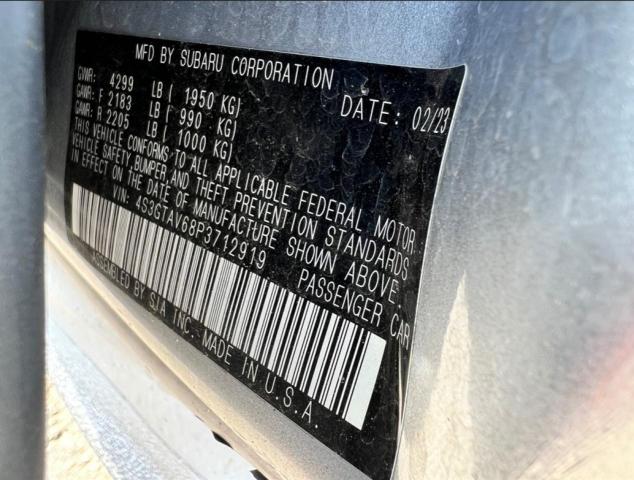 MFD BY SUBARU CORPORATION
DATE: 02/23
GVWR: 4299 LB ( 1950 KG)
GAWR: F 2183 LB ( 990 KG)
GAWR: R 2205 LB ( 1000 KG)
THIS VEHICLE CONFORMS TO ALL APPLICABLE FEDERAL MOTOR
VEHICLE SAFETY BUMPER AND THEFT PREVENTION STANDARDS
IN EFFECT ON THE DATE OF MANUFACTURE SHOWN ABOVE.
VIN: 4S3GTAV68P3712919 PASSENGER CAR
ASSEMBLED BY SIA INC. MADE IN U.S.A.